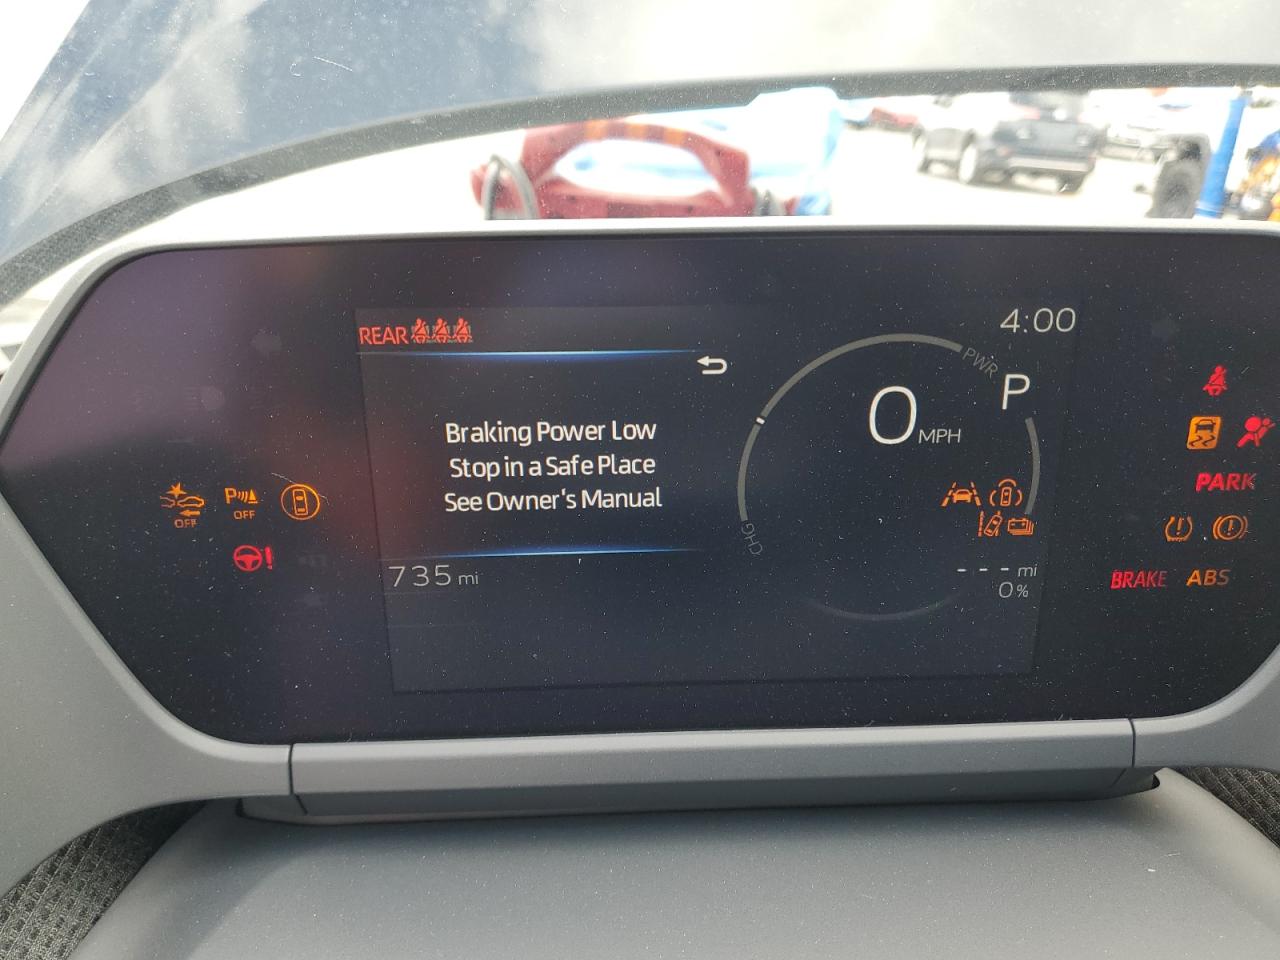 REAR
4:00
PWR
P
0 MPH
Braking Power Low
Stop in a Safe Place
See Owner's Manual
OFF
P OFF
CHG
PARK
735 mi
- - - mi
0%
BRAKE ABS